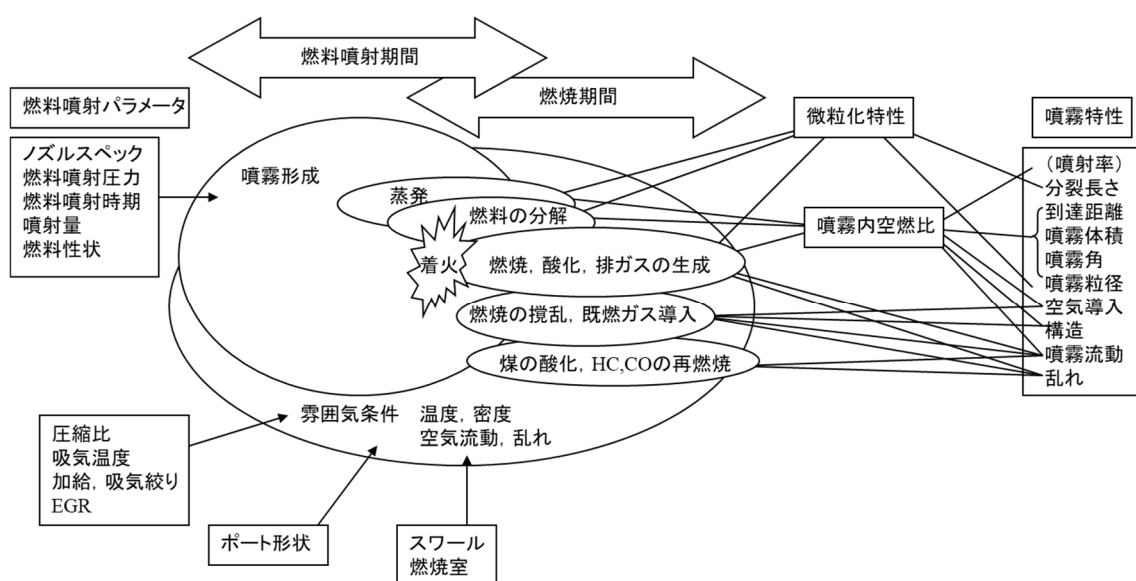 燃料噴射期間
燃焼期間
燃料噴射パラメータ
ノズルスペック
燃料噴射圧力
燃料噴射時期
噴射量
燃料性状
噴霧形成
蒸発
燃料の分解
着火
燃焼, 酸化, 排ガスの生成
燃焼の撹乱, 既燃ガス導入
煤の酸化, HC,COの再燃焼
雰囲気条件
温度, 密度
空気流動, 乱れ
微粒化特性
噴霧内空燃比
噴霧特性
（噴射率）
分裂長さ
到達距離
噴霧体積
噴霧角
噴霧粒径
空気導入
構造
噴霧流動
乱れ
圧縮比
吸気温度
加給, 吸気絞り
EGR
ポート形状
スワール
燃焼室